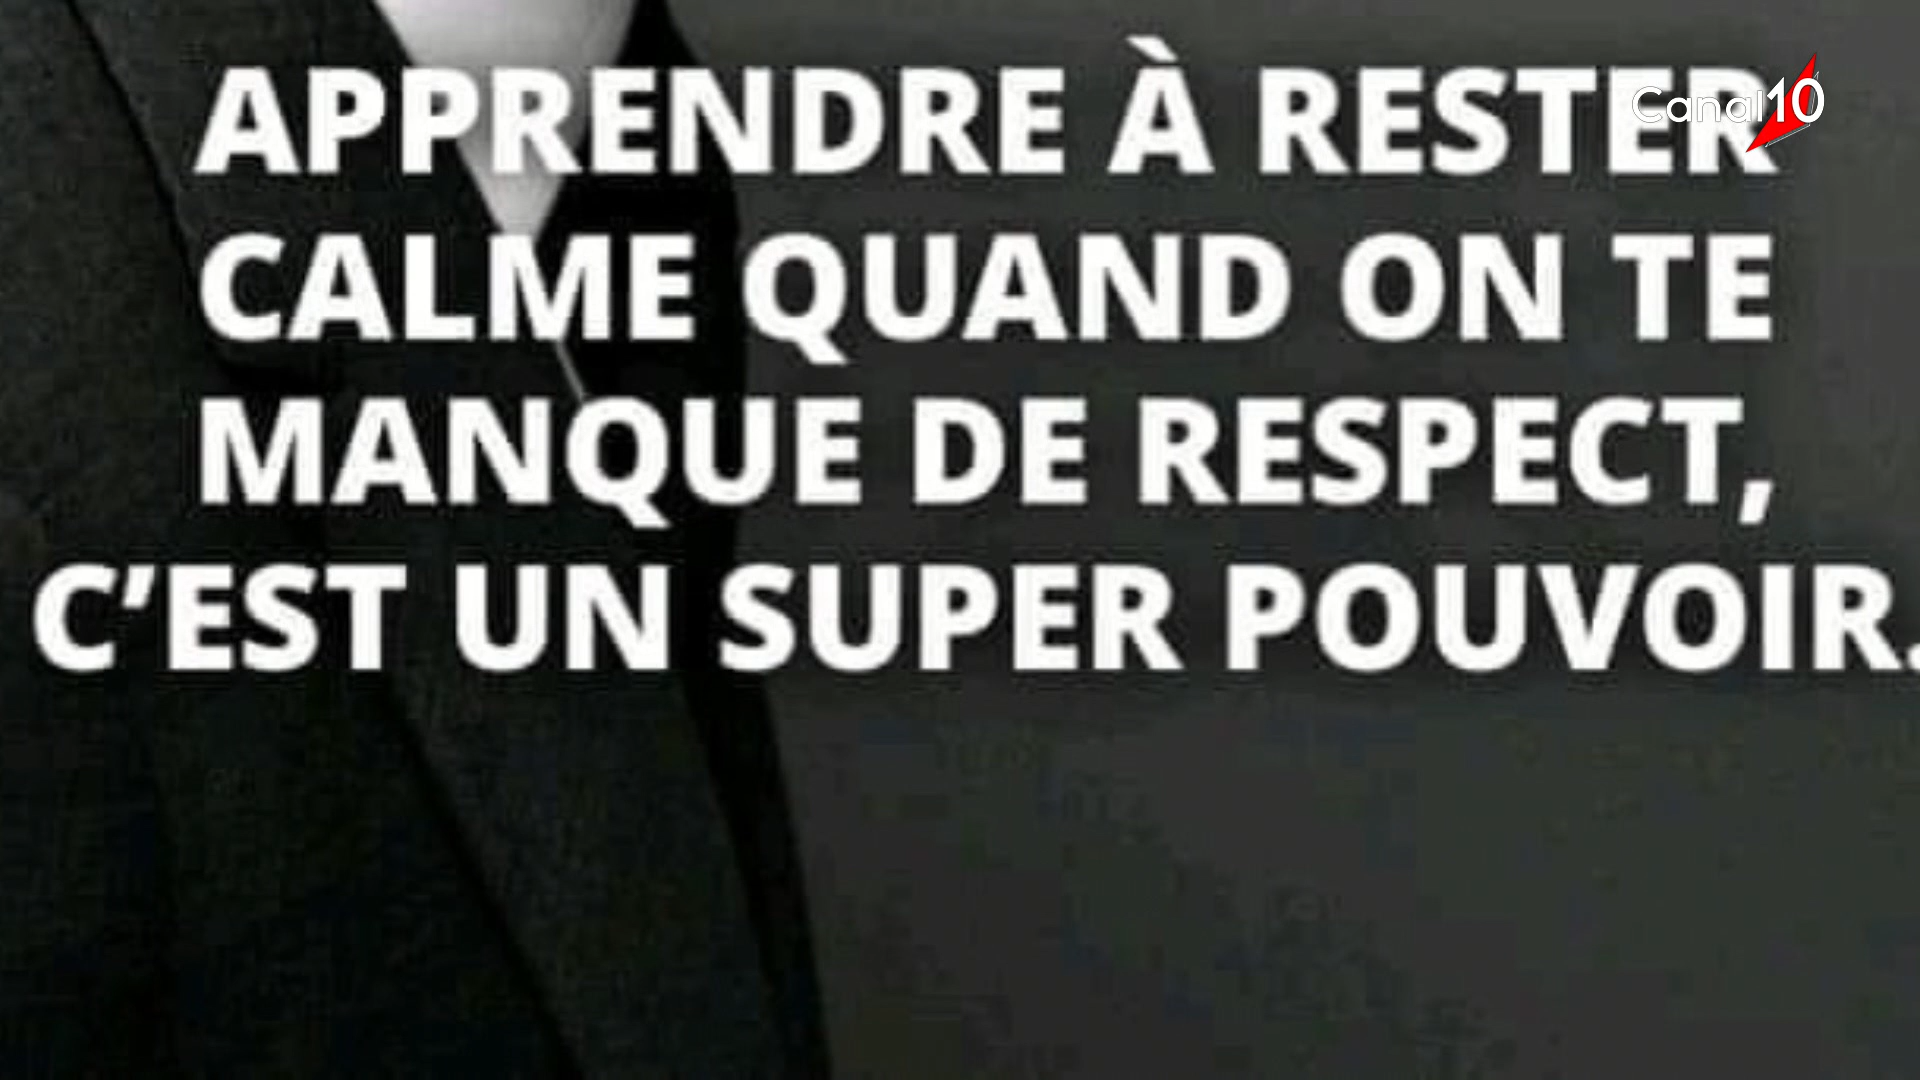 APPRENDRE À RESTER
Canal10
CALME QUAND ON TE
MANQUE DE RESPECT,
C’EST UN SUPER POUVOIR.